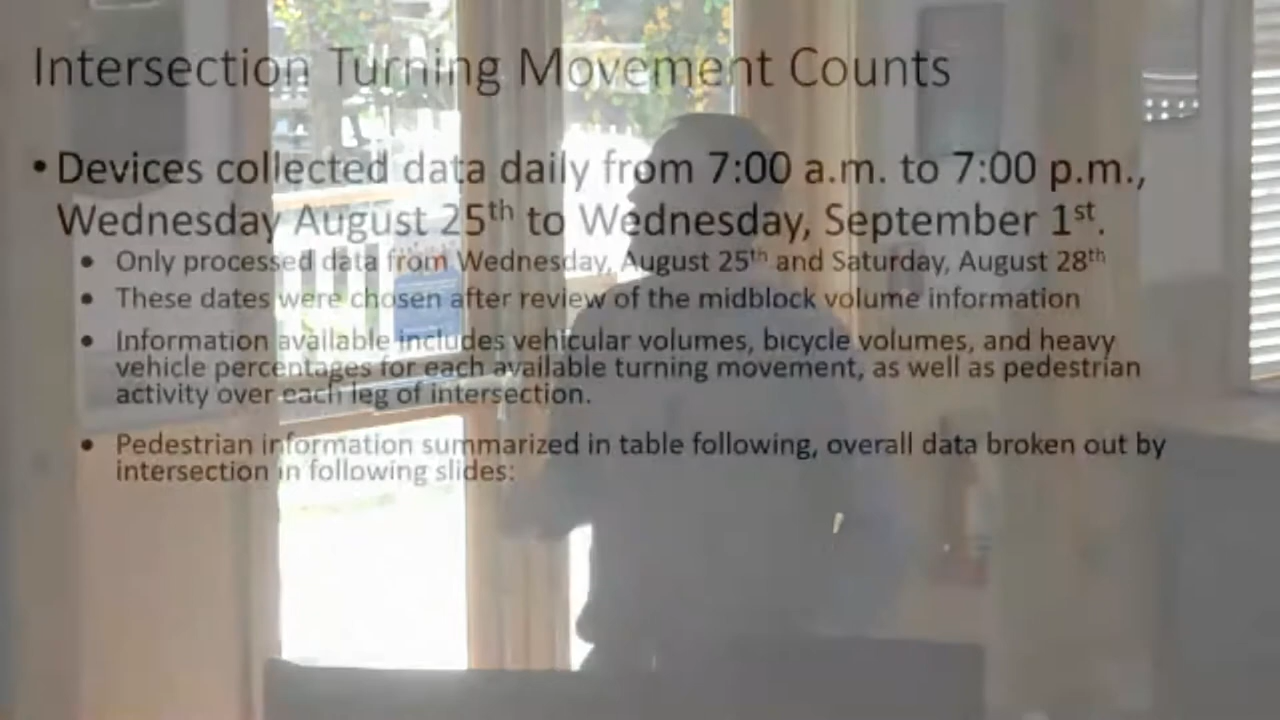 Intersection Turning Movement Counts
• Devices collected data daily from 7:00 a.m. to 7:00 p.m.,
Wednesday August 25th to Wednesday, September 1st.
• Only processed data from Wednesday, August 25th and Saturday, August 28th
• These dates were chosen after review of the midblock volume information
• Information available includes vehicular volumes, bicycle volumes, and heavy
vehicle percentages for each available turning movement, as well as pedestrian
activity over each leg of intersection.
• Pedestrian information summarized in table following, overall data broken out by
intersection in following slides: